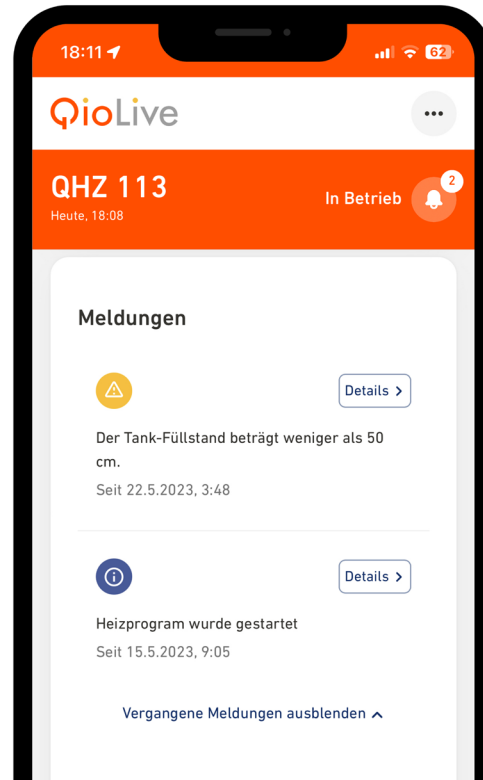 18:11
62
QioLive
QHZ 113
Heute, 18:08
In Betrieb
2
Meldungen
Details
Der Tank-Füllstand beträgt weniger als 50
cm.
Seit 22.5.2023, 3:48
Details
Heizprogram wurde gestartet
Seit 15.5.2023, 9:05
Vergangene Meldungen ausblenden